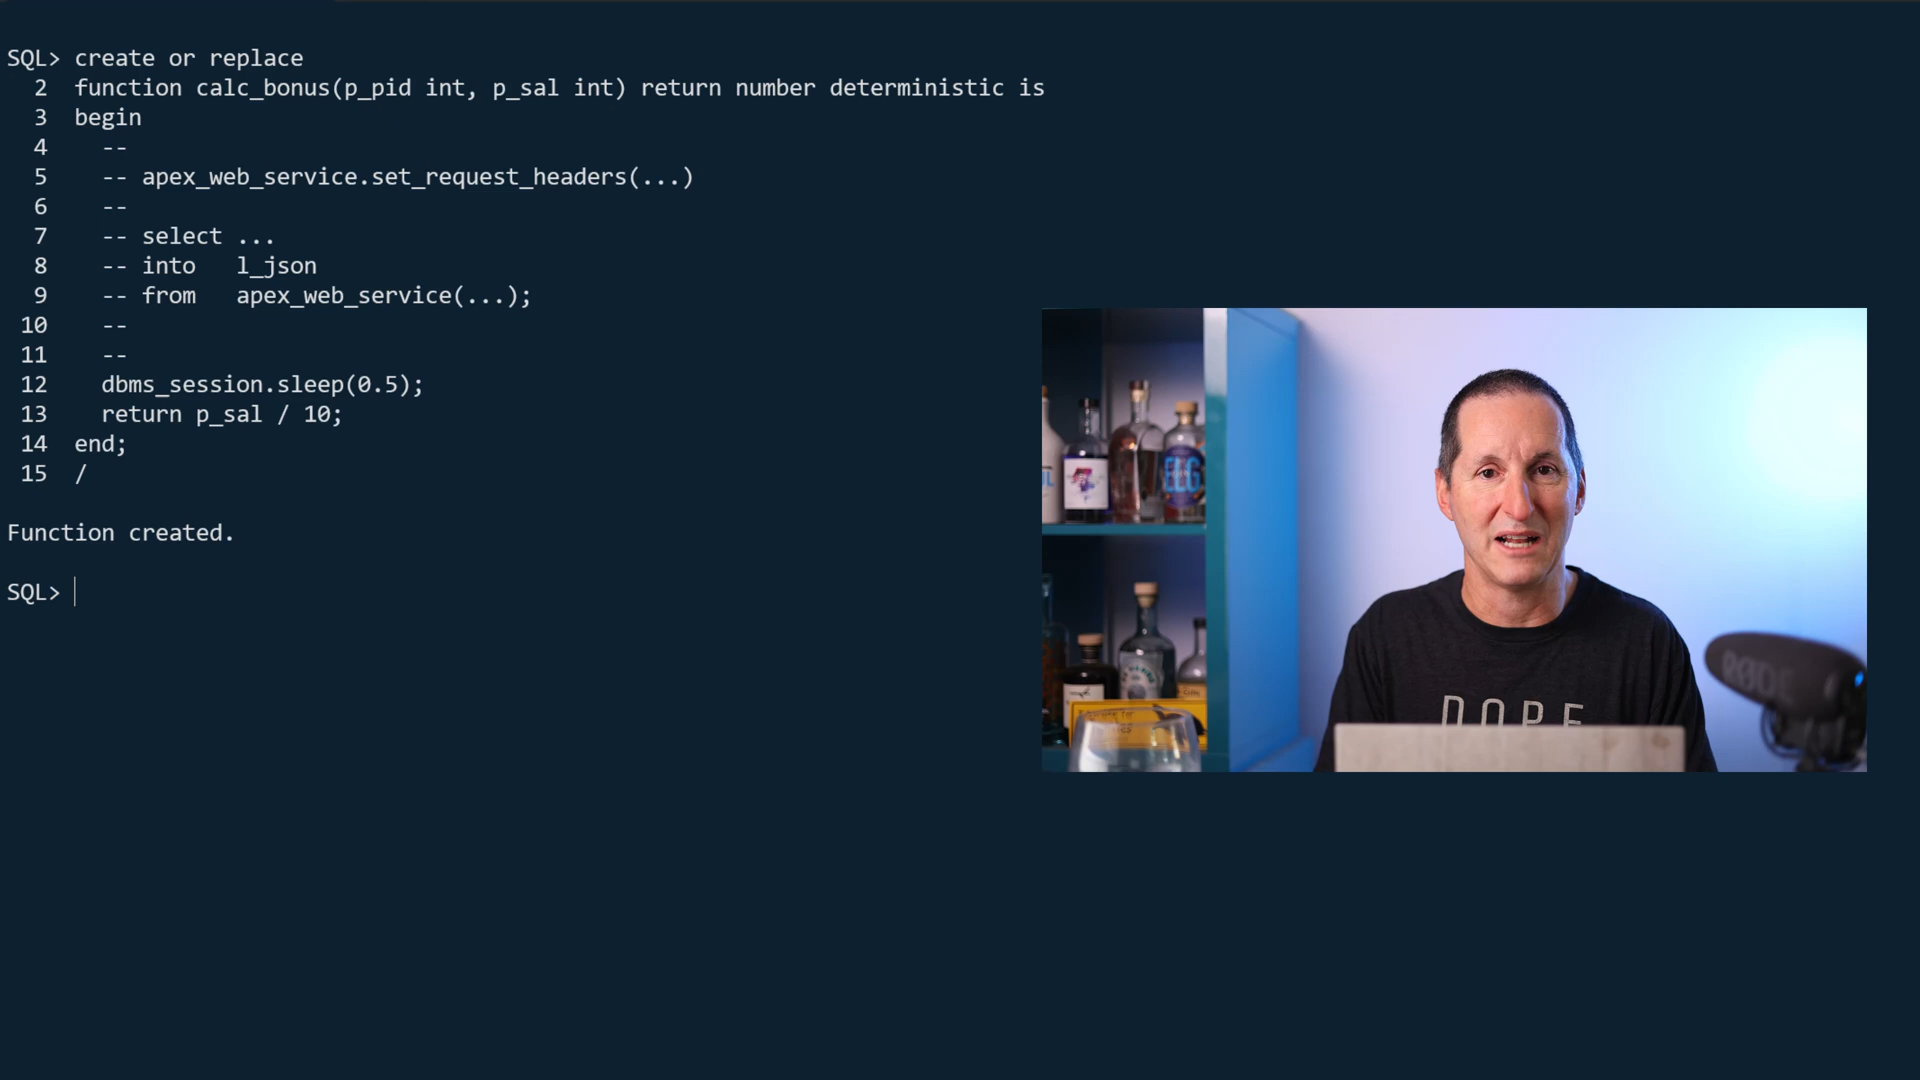 SQL> create or replace
2 function calc_bonus(p_pid int, p_sal int) return number deterministic is
3 begin
4 --
5 -- apex_web_service.set_request_headers(...)
6 --
7 -- select ...
8 -- into l_json
9 -- from apex_web_service(...);
10 --
11 --
12 dbms_session.sleep(0.5);
13 return p_sal / 10;
14 end;
15 /
Function created.
SQL>
DOPE
RØDE